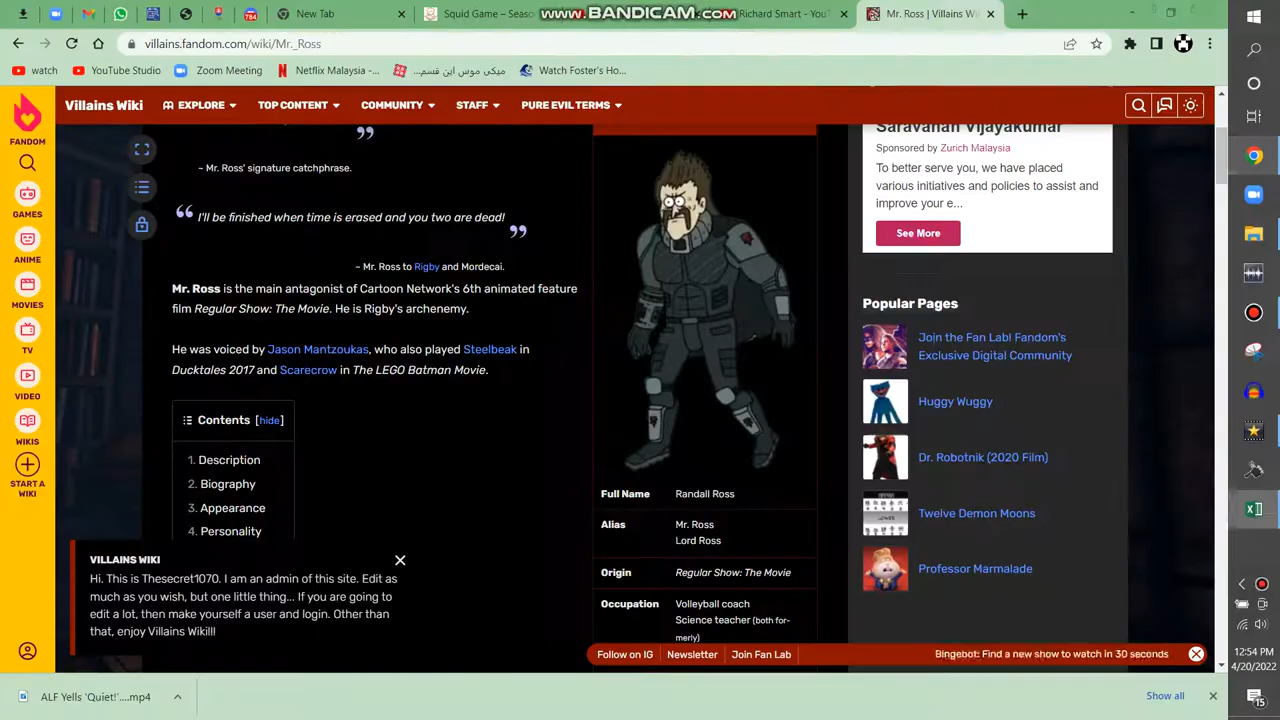 www.BANDICAM.com
784
New Tab
Squid Game – Seaso
Richard Smart - YouT
Mr. Ross | Villains Wi
villains.fandom.com/wiki/Mr._Ross
watch
YouTube Studio
Zoom Meeting
Netflix Malaysia -...
ميكى موس اين قسم...
Watch Foster's Ho...
Villains Wiki
EXPLORE
TOP CONTENT
COMMUNITY
STAFF
PURE EVIL TERMS
FANDOM
GAMES
ANIME
MOVIES
TV
VIDEO
WIKIS
START A
WIKI
”
~ Mr. Ross' signature catchphrase.
“ I'll be finished when time is erased and you two are dead!
”
~ Mr. Ross to Rigby and Mordecai.
Mr. Ross is the main antagonist of Cartoon Network's 6th animated feature
film Regular Show: The Movie. He is Rigby's archenemy.
He was voiced by Jason Mantzoukas, who also played Steelbeak in
Ducktales 2017 and Scarecrow in The LEGO Batman Movie.
Contents [hide]
1. Description
2. Biography
3. Appearance
4. Personality
VILLAINS WIKI
Hi. This is Thesecret1070. I am an admin of this site. Edit as
much as you wish, but one little thing... If you are going to
edit a lot, then make yourself a user and login. Other than
that, enjoy Villains Wiki!!!
Full Name Randall Ross
Alias Mr. Ross
Lord Ross
Origin Regular Show: The Movie
Occupation Volleyball coach
Science teacher (both for-
merly)
Saravanan Vijayakumar
Sponsored by Zurich Malaysia
To better serve you, we have placed
various initiatives and policies to assist and
improve your e...
See More
Popular Pages
Join the Fan Lab! Fandom's
Exclusive Digital Community
Huggy Wuggy
Dr. Robotnik (2020 Film)
Twelve Demon Moons
Professor Marmalade
Follow on IG
Newsletter
Join Fan Lab
Bingebot: Find a new show to watch in 30 seconds
ALF Yells 'Quiet!'....mp4
Show all
12:54 PM
4/20/2022
15